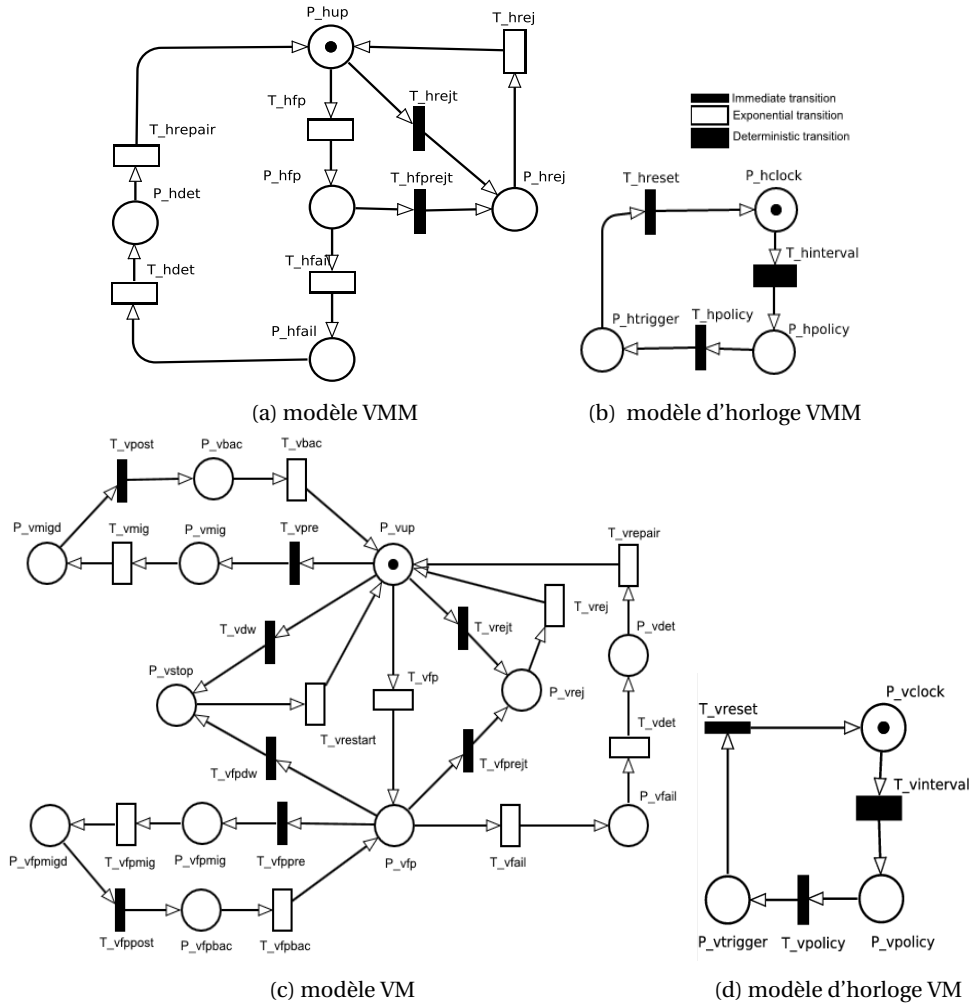 P_hup
T_hrej
T_hfp
T_hrejt
T_hrepair
P_hdet
T_hdet
P_hfp
T_hfprejt
P_hrej
T_hfail
P_hfail
(a) modèle VMM
Immediate transition
Exponential transition
Deterministic transition
T_hreset
P_hclock
T_hinterval
P_htrigger
T_hpolicy
P_hpolicy
(b) modèle d'horloge VMM
T_vpost
P_vbac
T_vbac
P_vmigd
T_vmig
P_vmig
T_vpre
P_vup
T_vrepair
T_vdw
T_vrejt
T_vrej
P_vdet
P_vstop
T_vfp
P_vrej
T_vrestart
T_vdet
T_vfpdw
T_vfprejt
P_vfail
P_vfpmigd
T_vfpmig
P_vfpmig
T_vfppre
P_vfp
T_vfail
T_vfppost
P_vfpbac
T_vfpbac
(c) modèle VM
T_vreset
P_vclock
T_vinterval
P_vtrigger
T_vpolicy
P_vpolicy
(d) modèle d'horloge VM